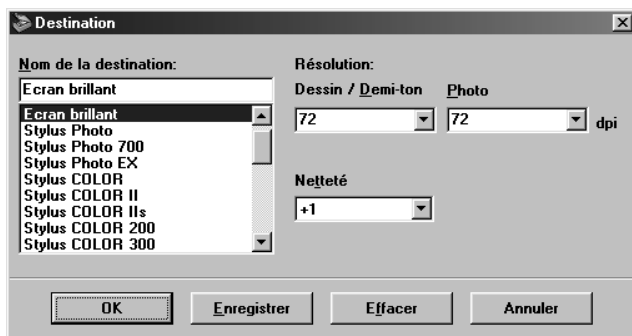 Destination
Nom de la destination:
Ecran brillant
Ecran brillant
Stylus Photo
Stylus Photo 700
Stylus Photo EX
Stylus COLOR
Stylus COLOR II
Stylus COLOR IIs
Stylus COLOR 200
Stylus COLOR 300
Résolution:
Dessin / Demi-ton
Photo
72
72
dpi
Netteté
+1
OK
Enregistrer
Effacer
Annuler